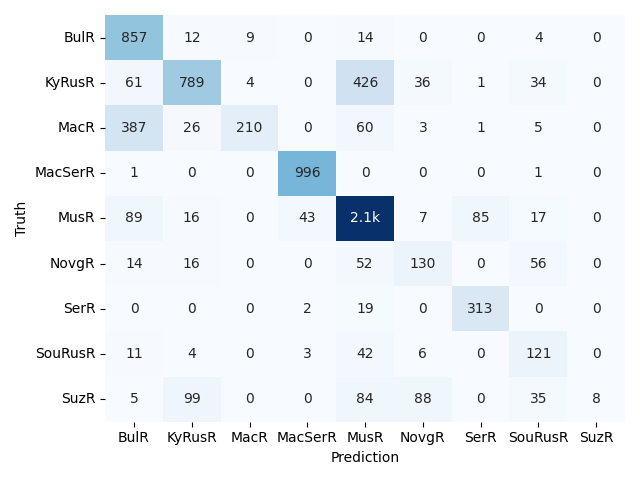 BulR 857 12 9 0 14 0 0 4 0
KyRusR 61 789 4 0 426 36 1 34 0
MacR 387 26 210 0 60 3 1 5 0
MacSerR 1 0 0 996 0 0 0 1 0
MusR 89 16 0 43 2.1k 7 85 17 0
NovgR 14 16 0 0 52 130 0 56 0
SerR 0 0 0 2 19 0 313 0 0
SouRusR 11 4 0 3 42 6 0 121 0
SuzR 5 99 0 0 84 88 0 35 8
BulR KyRusR MacR MacSerR MusR NovgR SerR SouRusR SuzR
Prediction
Truth